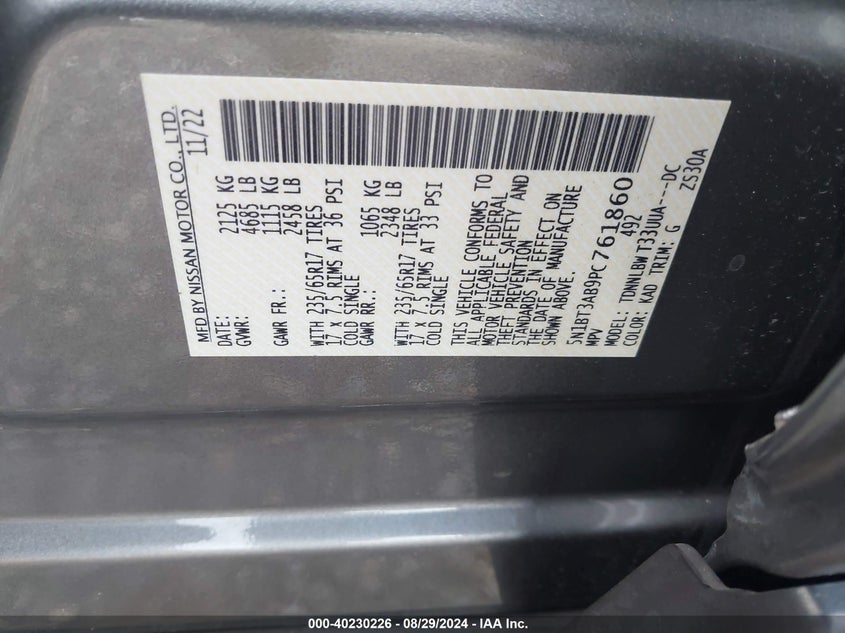 MFD BY NISSAN MOTOR CO., LTD.
DATE: 11/22
GVWR: 2125 KG
4685 LB
GAWR FR.: 1115 KG
2458 LB
WITH 235/65R17 TIRES
17 x 7.5 RIMS AT 36 PSI
COLD SINGLE
GAWR RR.: 1065 KG
2348 LB
WITH 235/65R17 TIRES
17 x 7.5 RIMS AT 33 PSI
COLD SINGLE
THIS VEHICLE CONFORMS TO
ALL APPLICABLE FEDERAL
MOTOR VEHICLE SAFETY AND
THEFT PREVENTION
STANDARDS IN EFFECT ON
THE DATE OF MANUFACTURE
SHOWN ABOVE.
5N1BT3AB9PC761860
MPV 492
MODEL: TDNNLBW T33UUA---DC
COLOR: KAD TRIM: G ZS30A
000-40230226 - 08/29/2024 - IAA Inc.